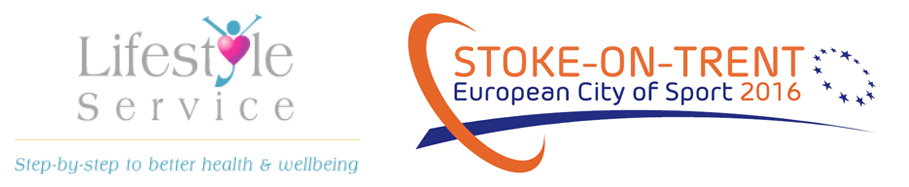 Lifestyle
Service
Step-by-step to better health & wellbeing
STOKE-ON-TRENT
European City of Sport 2016